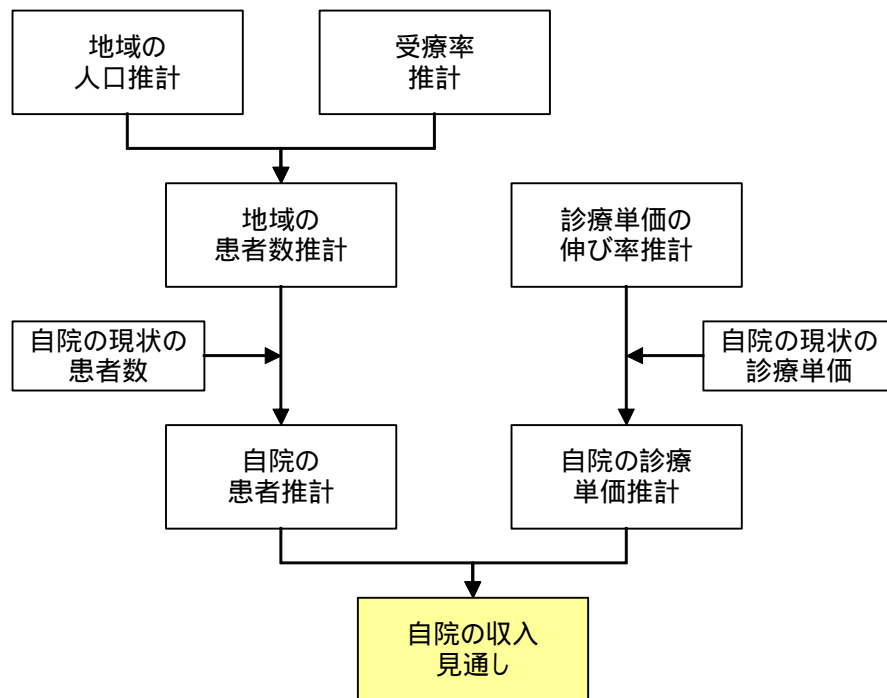 地域の
人口推計
受療率
推計
地域の
患者数推計
診療単価の
伸び率推計
自院の現状の
患者数
自院の現状の
診療単価
自院の
患者推計
自院の診療
単価推計
自院の収入
見通し